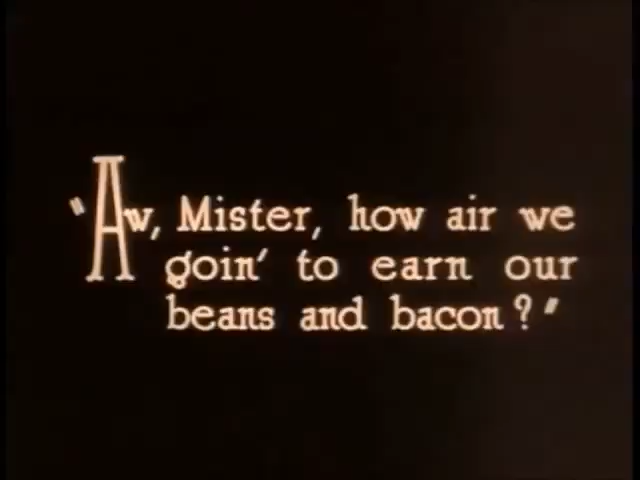 "Aw, Mister, how air we
goin' to earn our
beans and bacon?"